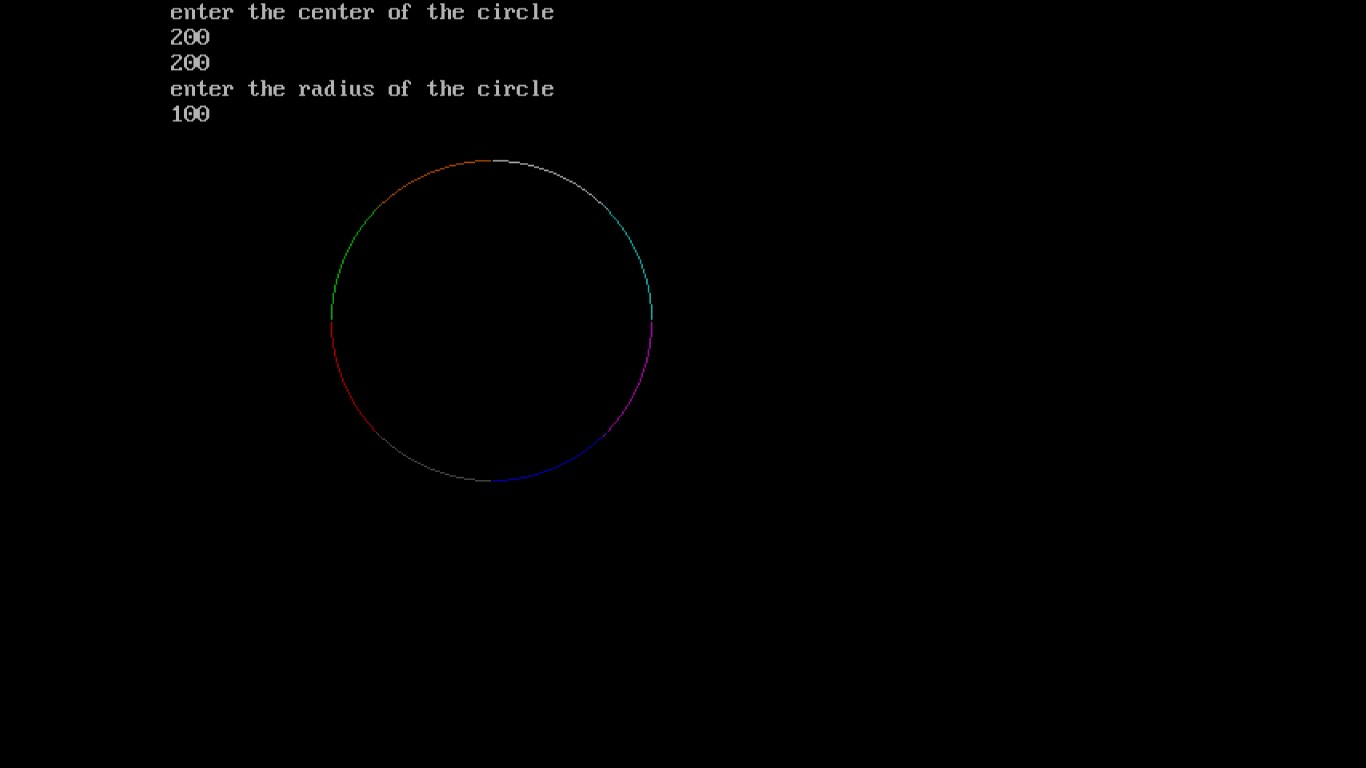 enter the center of the circle
200
200
enter the radius of the circle
100